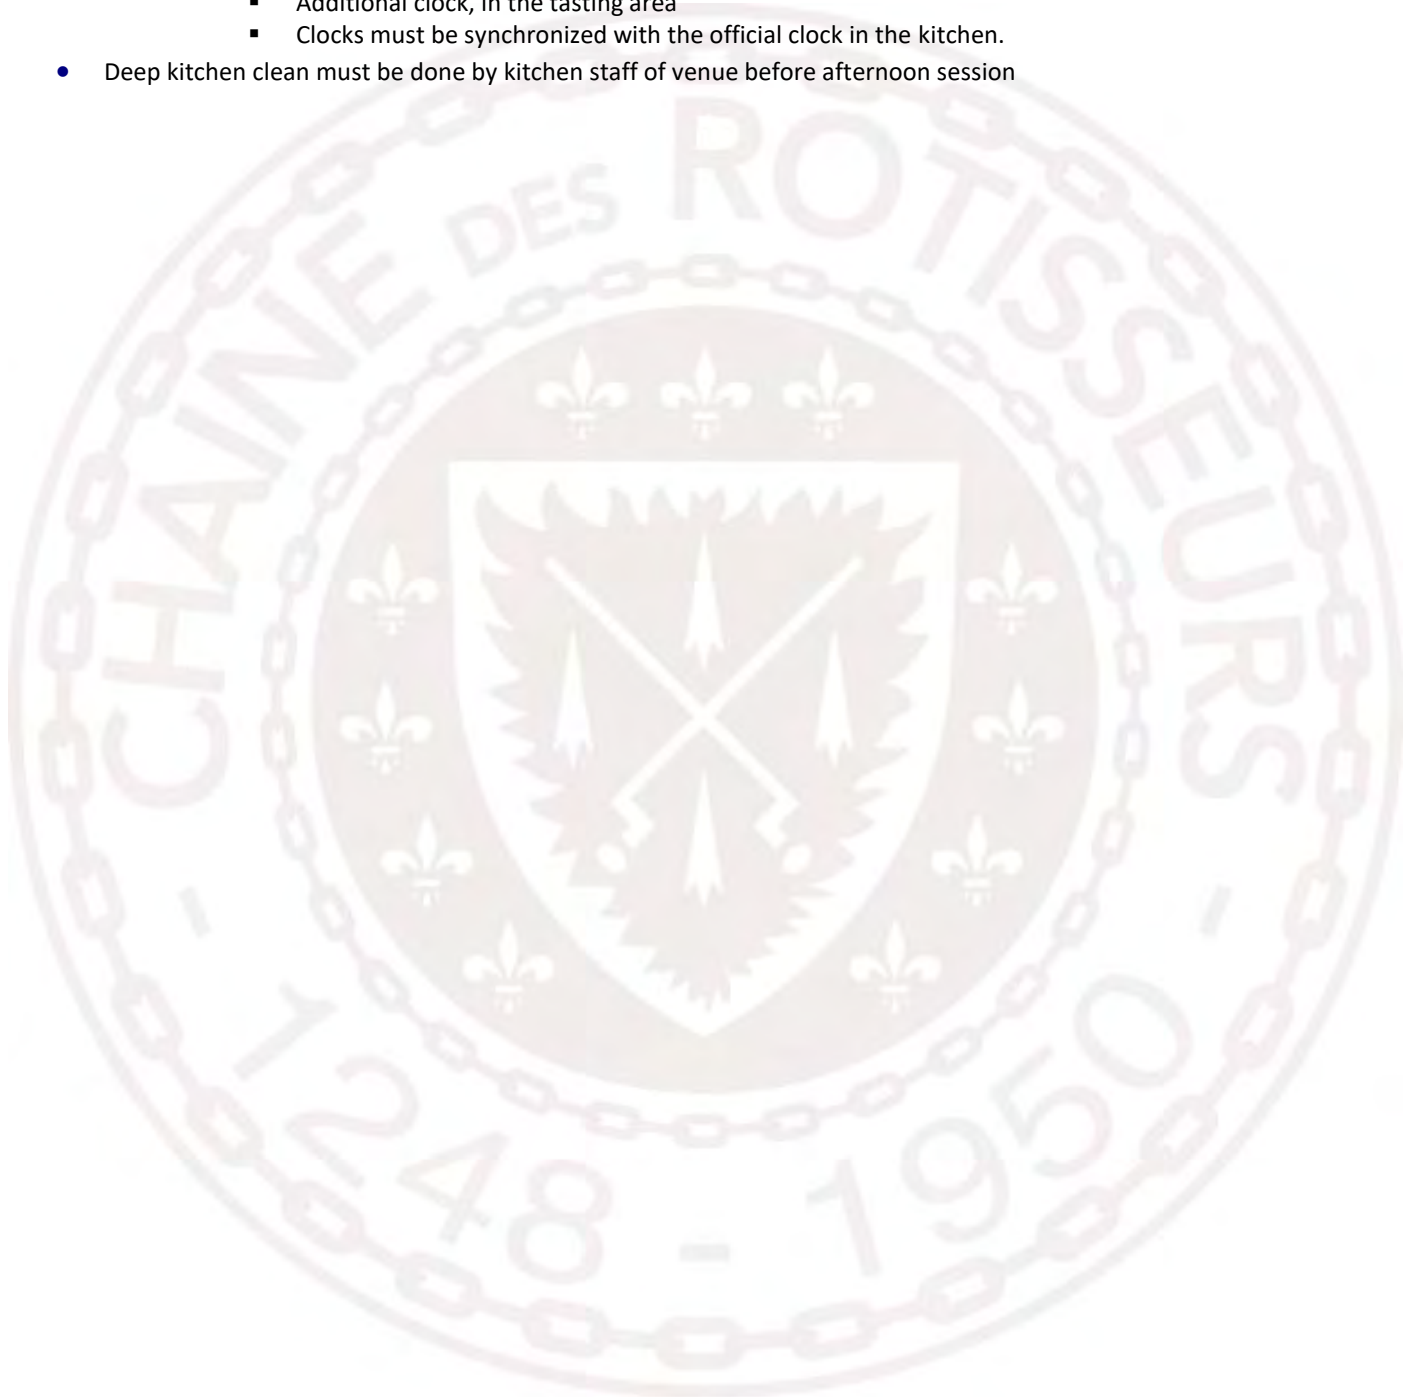 ▪ Additional clock, in the tasting area
▪ Clocks must be synchronized with the official clock in the kitchen.
• Deep kitchen clean must be done by kitchen staff of venue before afternoon session
CHAINE DES ROTISSEURS
- 1248 - 1950 -